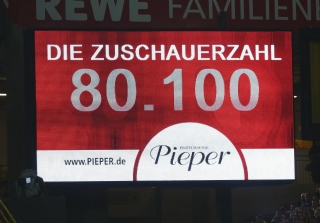 REWE FAMILIEN
DIE ZUSCHAUERZAHL
80.100
www.PIEPER.de
Pieper